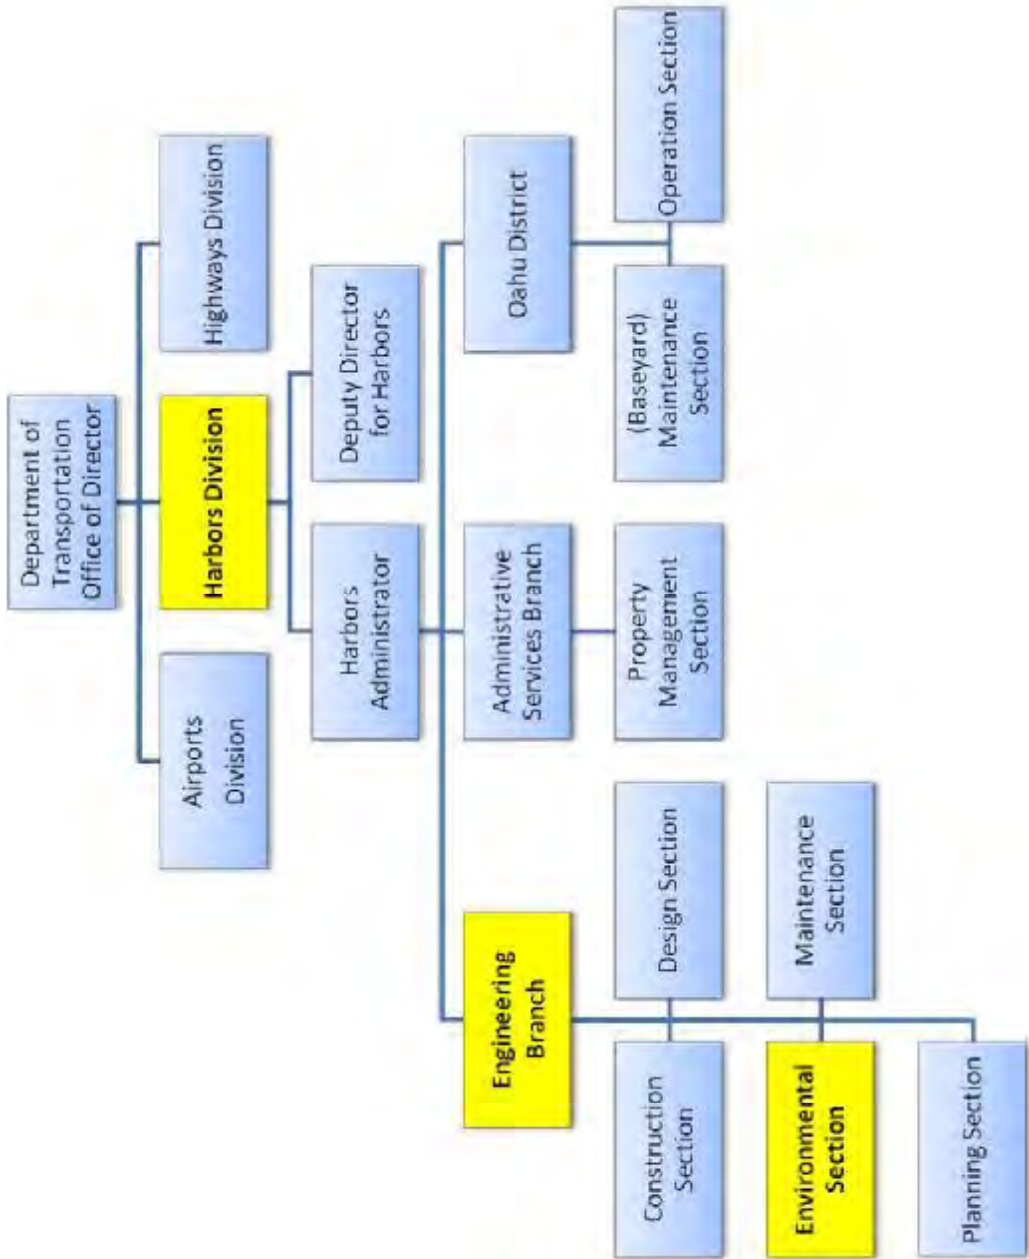 Department of
Transportation
Office of Director
Airports
Division
Harbors Division
Highways Division
Harbors
Administrator
Deputy Director
for Harbors
Engineering
Branch
Administrative
Services Branch
Oahu District
Construction
Section
Design Section
Property
Management
Section
(Baseyard)
Maintenance
Section
Operation Section
Environmental
Section
Maintenance
Section
Planning Section